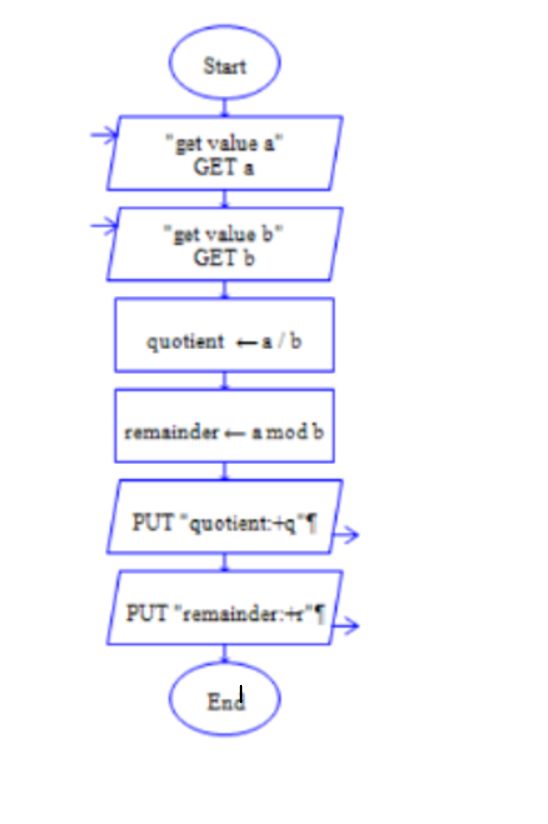 Start
"get value a"
GET a
"get value b"
GET b
quotient ← a / b
remainder ← a mod b
PUT "quotient:+q"¶
PUT "remainder:+r"¶
End